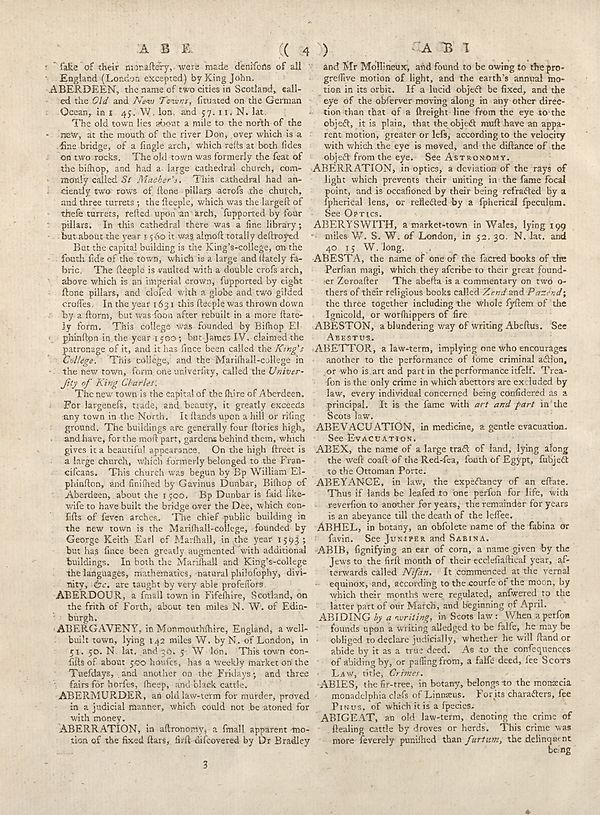 A B E ( 4 ) A B I
ſake of their monaſtery, were made deniſons of all
England (London excepted) by King John.
ABERDEEN, the name of two cities in Scotland, call-
ed the Old and New Towns, ſituated on the German
Ocean, in 1 45. W. lon. and 57. 11. N. lat.
The old town lies about a mile to the north of the
new, at the mouth of the river Don, over which is a
fine bridge, of a ſingle arch, which reſts at both ſides
on two rocks. The old town was formerly the ſeat of
the biſhop, and had a large cathedral church, com-
monly called St Machar's. This cathedral had an-
ciently two rows of ſtone pillars acroſs the church,
and three turrets; the ſteeple, which was the largeſt of
theſe turrets, reſted upon an arch, ſupported by four
pillars. In this cathedral there was a fine library;
but about the year 1560 it was almoſt totally deſtroyed
But the capital building is the King's-college, on the
ſouth ſide of the town, which is a large and ſtately fa-
bric. The ſteeple is vaulted with a double croſs arch,
above which is an imperial crown, ſupported by eight
ſtone pillars, and cloſed with a globe and two gilded
croſſes. In the year 1631 this ſteeple was thrown down
by a ſtorm, but was ſoon after rebuilt in a more ſtate-
ly form. This college was founded by Biſhop El
phinſton in the year 1500; but James IV. claimed the
patronage of it, and it has ſince been called the King's
College. This college, and the Mariſhall-college in
the new town, form one univerſity, called the Univer-
ſity of King Charles.
The new town is the capital of the ſhire of Aberdeen.
For largeneſs, trade, and beauty, it greatly exceeds
any town in the North. It ſtands upon a hill or riſing
ground. The buildings are generally four ſtories high,
and have, for the moſt part, gardens behind them, which
gives it a beautiful appearance. On the high ſtreet is
a large church, which formerly belonged to the Fran-
ciſcans. This church was begun by Bp William El-
phinſton, and finiſhed by Gavinus Dunbar, Biſhop of
Aberdeen, about the 1500. Bp Dunbar is ſaid like-
wiſe to have built the bridge over the Dee, which con-
ſiſts of ſeven arches. The chief public building in
the new town is the Mariſhall-college, founded by
George Keith Earl of Marſhall, in the year 1593;
but has ſince been greatly augmented with additional
buildings. In both the Mariſhall and King's-college
the languages, mathematics, natural philoſophy, divi-
nity, &c. are taught by very able profeſſors.
ABERDOUR, a ſmall town in Fifeſhire, Scotland, on
the frith of Forth, about ten miles N. W. of Edin-
burgh.
ABERGAVENY, in Monmouthſhire, England, a well-
built town, lying 142 miles W. by N. of London, in
51. 50. N. lat. and 30. 5 W lon. This town con-
ſiſts of about 500 houſes, has a weekly market on the
Tueſdays, and another on the Fridays; and three
fairs for horſes, ſheep, and black cattle.
ABERMURDER, an old law-term for murder, proved
in a judicial manner, which could not be atoned for
with money.
ABERRATION, in aſtronomy, a ſmall apparent mo-
tion of the fixed ſtars, firſt diſcovered by Dr Bradley
3
and Mr Mollineux, and found to be owing to the pro-
greſſive motion of light, and the earth's annual mo-
tion in its orbit. If a lucid object be fixed, and the
eye of the obſerver moving along in any other direc-
tion than that of a ſtreight line from the eye to the
object, it is plain, that the object muſt have an appa-
rent motion, greater or leſs, according to the velocity
with which the eye is moved, and the diſtance of the
object from the eye. See ASTRONOMY.
ABERRATION, in optics, a deviation of the rays of
light which prevents their uniting in the ſame focal
point, and is occaſioned by their being refracted by a
ſpherical lens, or reflected by a ſpherical ſpeculum.
See OPTICS.
ABERYSWITH, a market-town in Wales, lying 199
miles W. S. W. of London, in 52. 30. N. lat. and
40 15 W. long.
ABESTA, the name of one of the ſacred books of the
Perſian magi, which they aſcribe to their great found-
er Zeroaſter The abeſta is a commentary on two o-
thers of their religious books called Zend and Pazend;
the three together including the whole ſyſtem of the
Ignicold, or worſhippers of fire
ABESTON, a blundering way of writing Abeſtus. See
ABESTUS.
ABETTOR, a law-term, implying one who encourages
another to the performance of ſome criminal action,
or who is art and part in the performance itſelf. Trea-
ſon is the only crime in which abettors are excluded by
law, every individual concerned being conſidered as a
principal. It is the ſame with art and part in the
Scots law.
ABEVACUATION, in medicine, a gentle evacuation.
See EVACUATION.
ABEX, the name of a large tract of land, lying along
the weſt coaſt of the Red-ſea, ſouth of Egypt, ſubject
to the Ottoman Porte.
ABEYANCE, in law, the expectancy of an eſtate.
Thus if lands be leaſed to one perſon for life, with
reverſion to another for years, the remainder for years
is an abeyance till the death of the leſſee.
ABHEL, in botany, an obſolete name of the ſabina or
ſavin. See JUNIPER and SABINA.
ABIB, ſignifying an ear of corn, a name given by the
Jews to the firſt month of their eccleſiaſtical year, af-
terwards called Niſan. It commenced at the vernal
equinox, and, according to the courſe of the moon, by
which their months were regulated, anſwered to the
latter part of our March, and beginning of April.
ABIDING by a writing, in Scots law: When a perſon
founds upon a writing alledged to be falſe, he may be
obliged to declare judicially, whether he will ſtand or
abide by it as a true deed. As to the conſequences
of abiding by, or paſſing from, a falſe deed, ſee SCOTS
LAW, title, Crimes.
ABIES, the fir-tree, in botany, belongs to the monœcia
monadelphia claſs of Linnæus. For its characters, ſee
PINUS, of which it is a ſpecies.
ABIGEAT, an old law-term, denoting the crime of
ſtealing cattle by droves or herds. This crime was
more ſeverely puniſhed than furtum, the delinquent
being